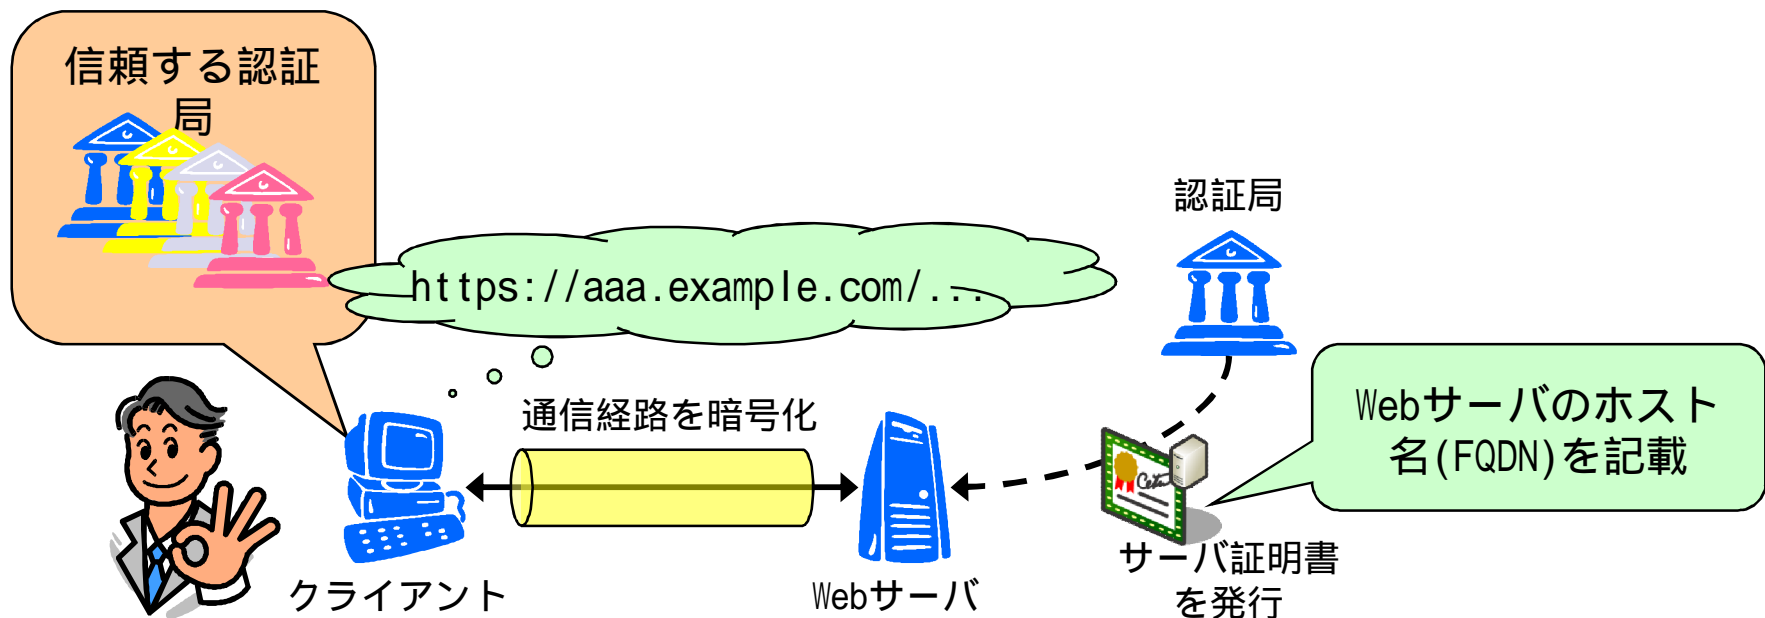 信頼する認証
局
認証局
https://aaa.example.com/...
通信経路を暗号化
Webサーバのホスト
名(FQDN)を記載
サーバ証明書
を発行
クライアント
Webサーバ